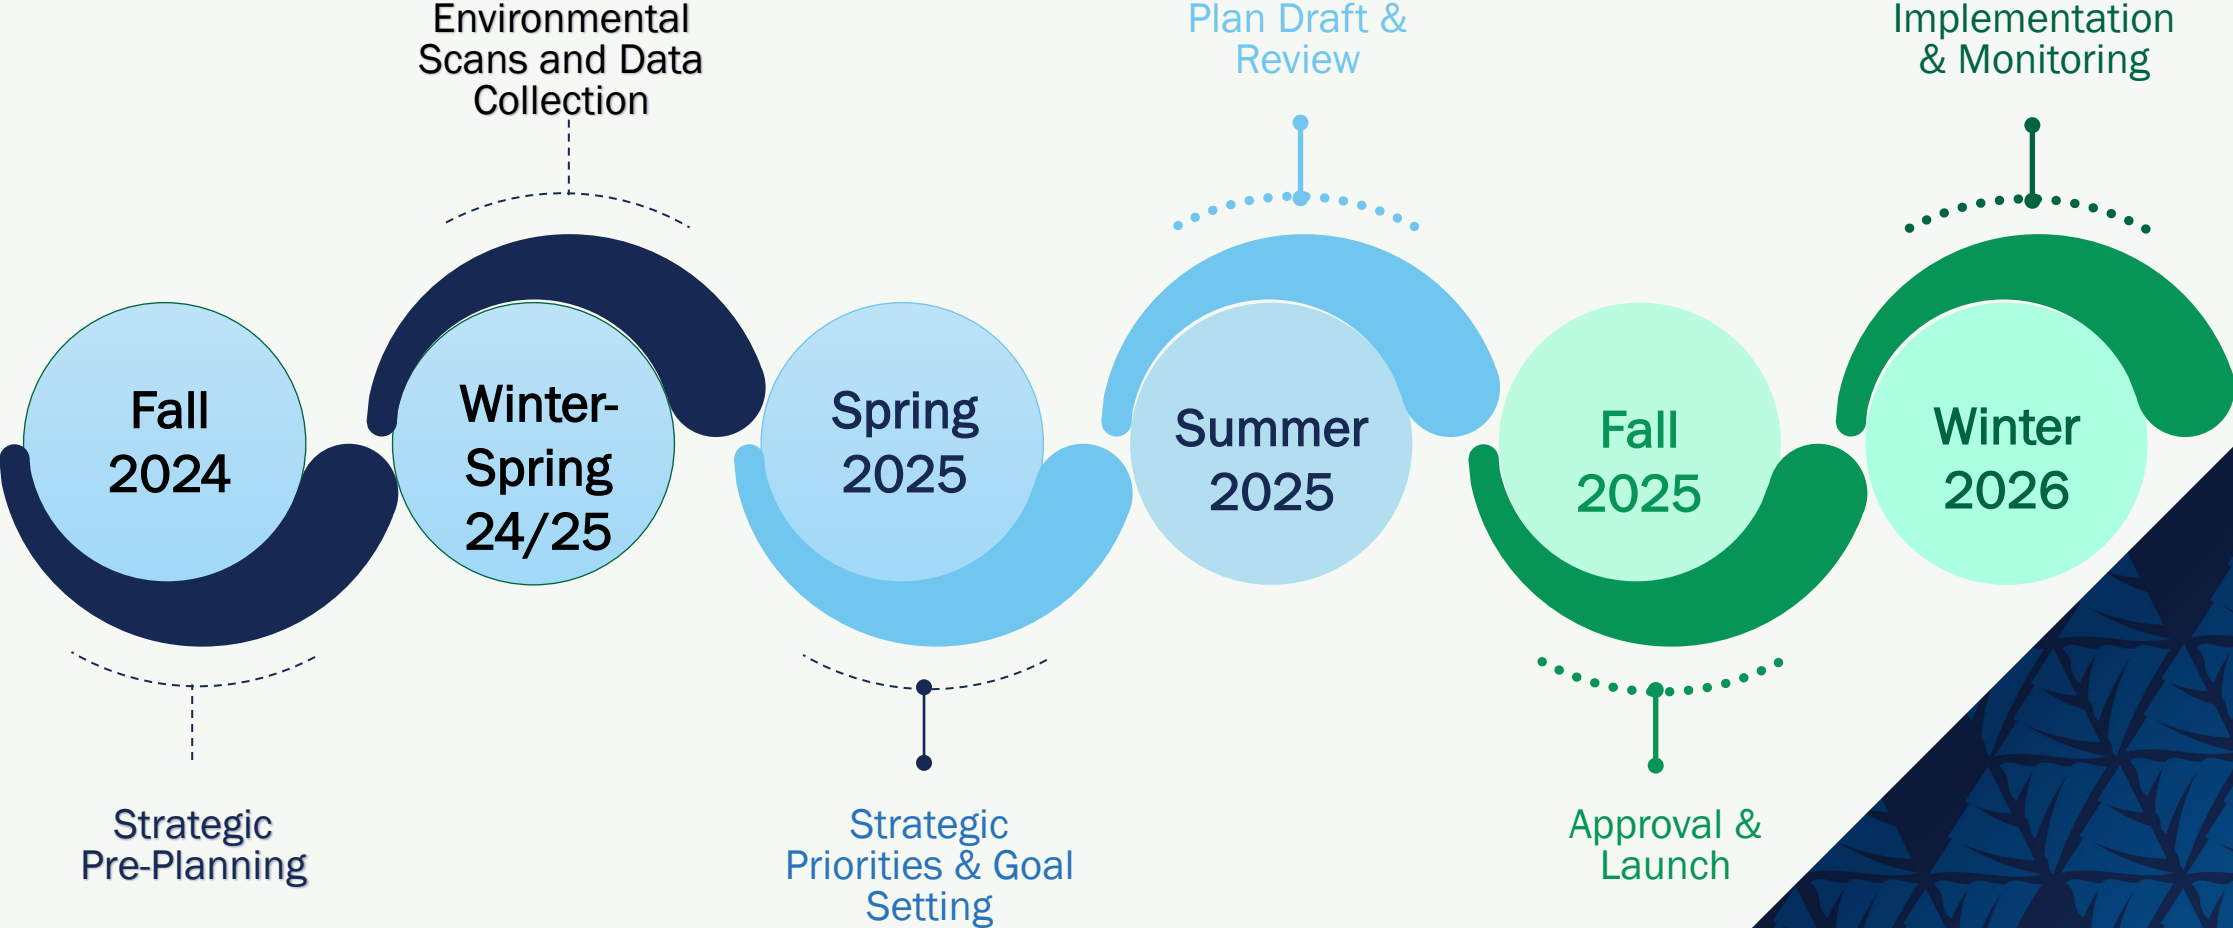 Environmental
Scans and Data
Collection
Plan Draft &
Review
Implementation
& Monitoring
Fall
2024
Winter-
Spring
24/25
Spring
2025
Summer
2025
Fall
2025
Winter
2026
Strategic
Pre-Planning
Strategic
Priorities & Goal
Setting
Approval &
Launch